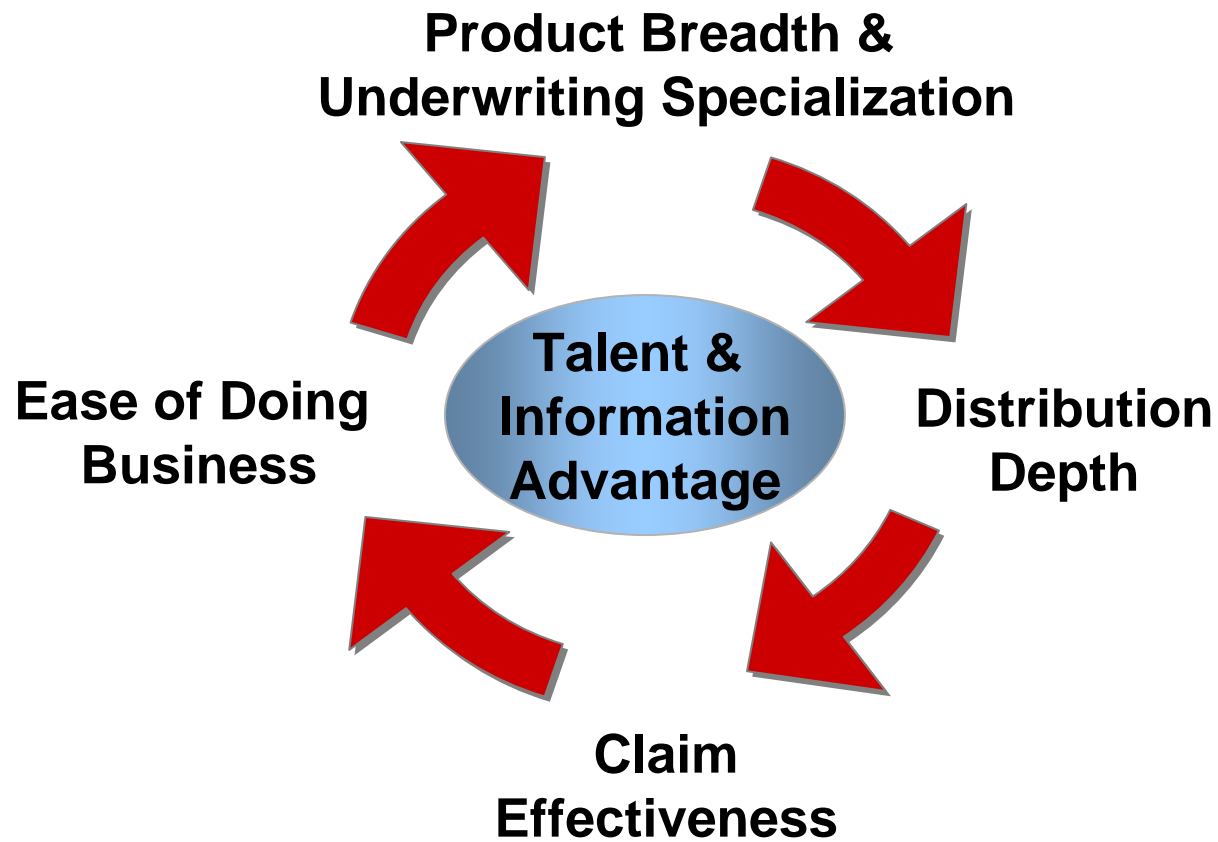 Product Breadth &
Underwriting Specialization
Talent &
Information
Advantage
Ease of Doing
Business
Distribution
Depth
Claim
Effectiveness